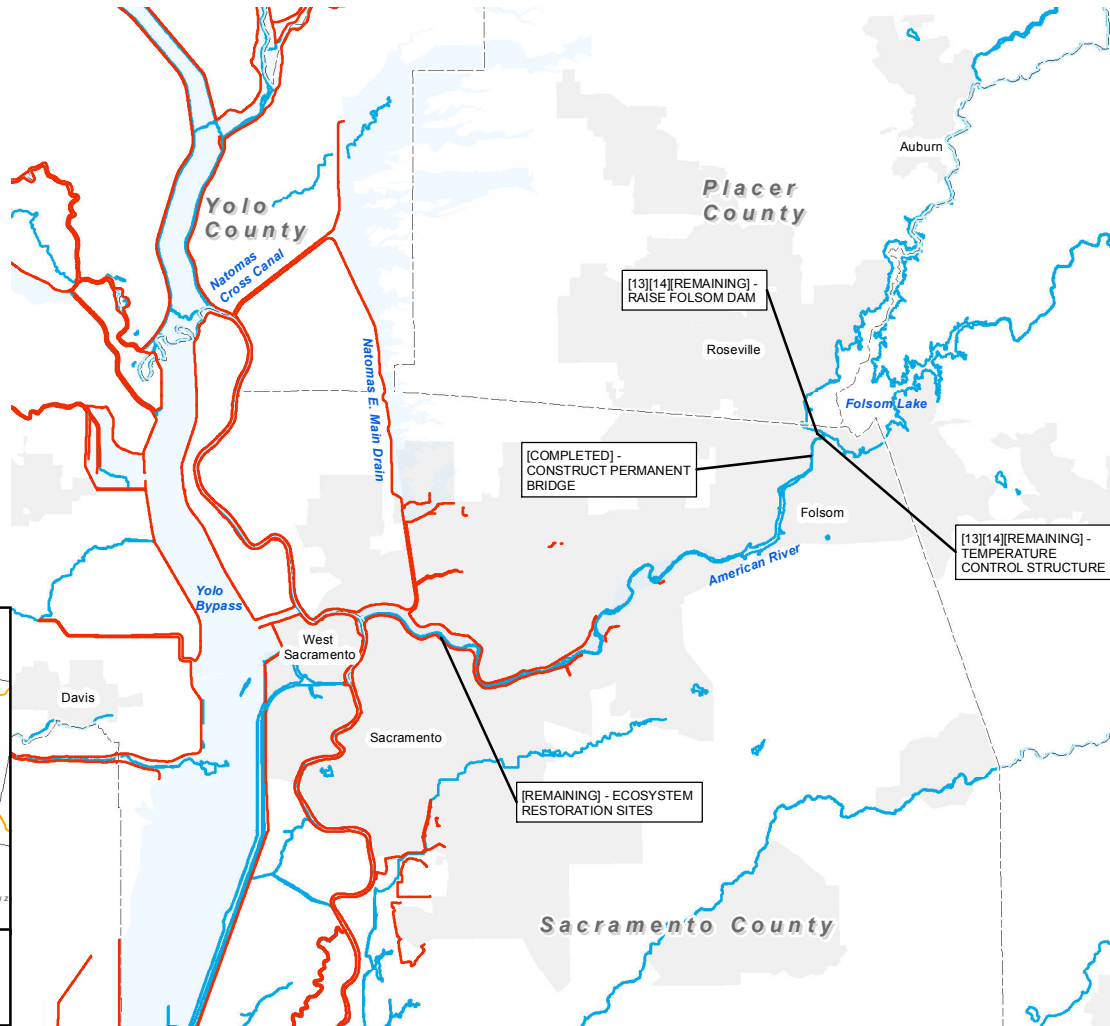 Auburn
Placer
County
Yolo
County
Natomas
Cross Canal
[13][14][REMAINING] -
RAISE FOLSOM DAM
Roseville
Natomas E. Main Drain
Folsom Lake
[COMPLETED] -
CONSTRUCT PERMANENT
BRIDGE
Folsom
[13][14][REMAINING] -
TEMPERATURE
CONTROL STRUCTURE
American River
Yolo
Bypass
West
Sacramento
Davis
Sacramento
[REMAINING] - ECOSYSTEM
RESTORATION SITES
Sacramento County